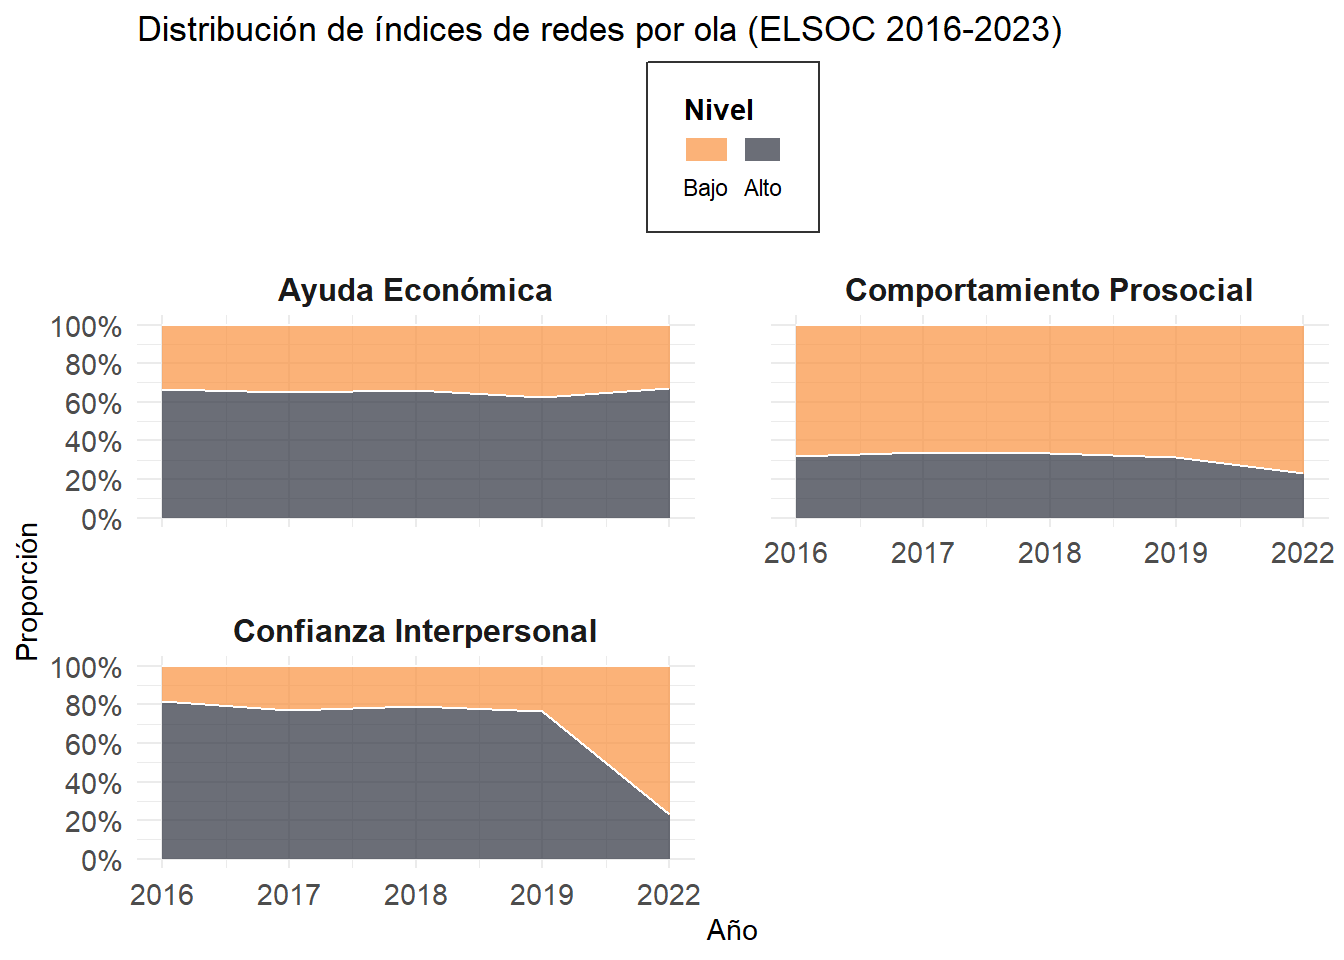 Distribución de índices de redes por ola (ELSOC 2016-2023)
Nivel
Bajo Alto
Ayuda Económica
100%
80%
60%
40%
20%
0%
Comportamiento Prosocial
2016 2017 2018 2019 2022
Proporción
Confianza Interpersonal
100%
80%
60%
40%
20%
0%
2016 2017 2018 2019 2022
Año